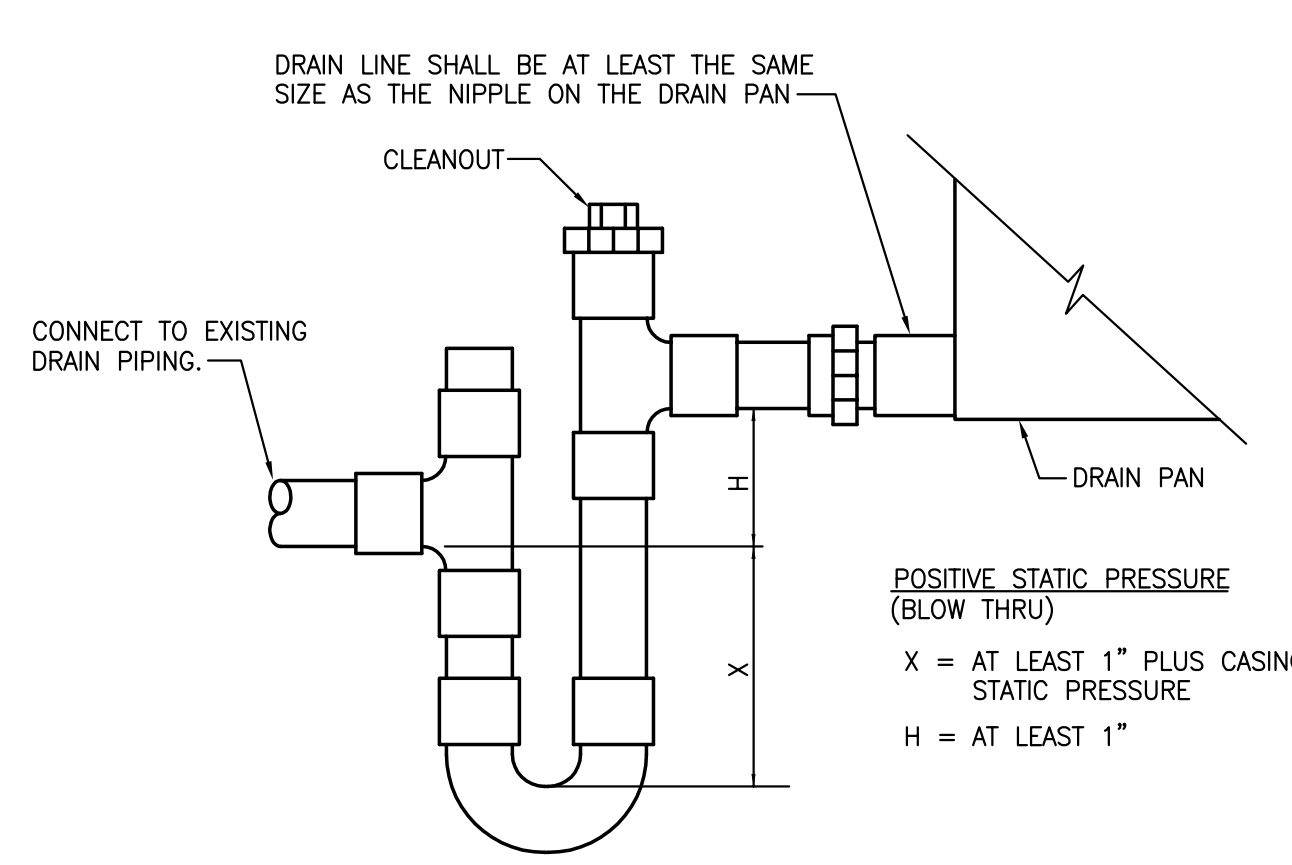 DRAIN LINE SHALL BE AT LEAST THE SAME
SIZE AS THE NIPPLE ON THE DRAIN PAN
CLEANOUT
CONNECT TO EXISTING
DRAIN PIPING.
H
DRAIN PAN
X
POSITIVE STATIC PRESSURE
(BLOW THRU)
X = AT LEAST 1” PLUS CASING
STATIC PRESSURE
H = AT LEAST 1”